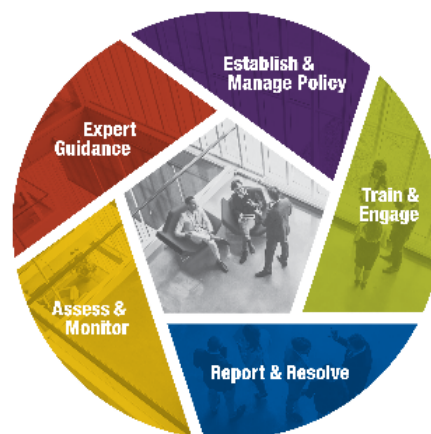 Establish &
Manage Policy
Expert
Guidance
Train &
Engage
Assess &
Monitor
Report & Resolve